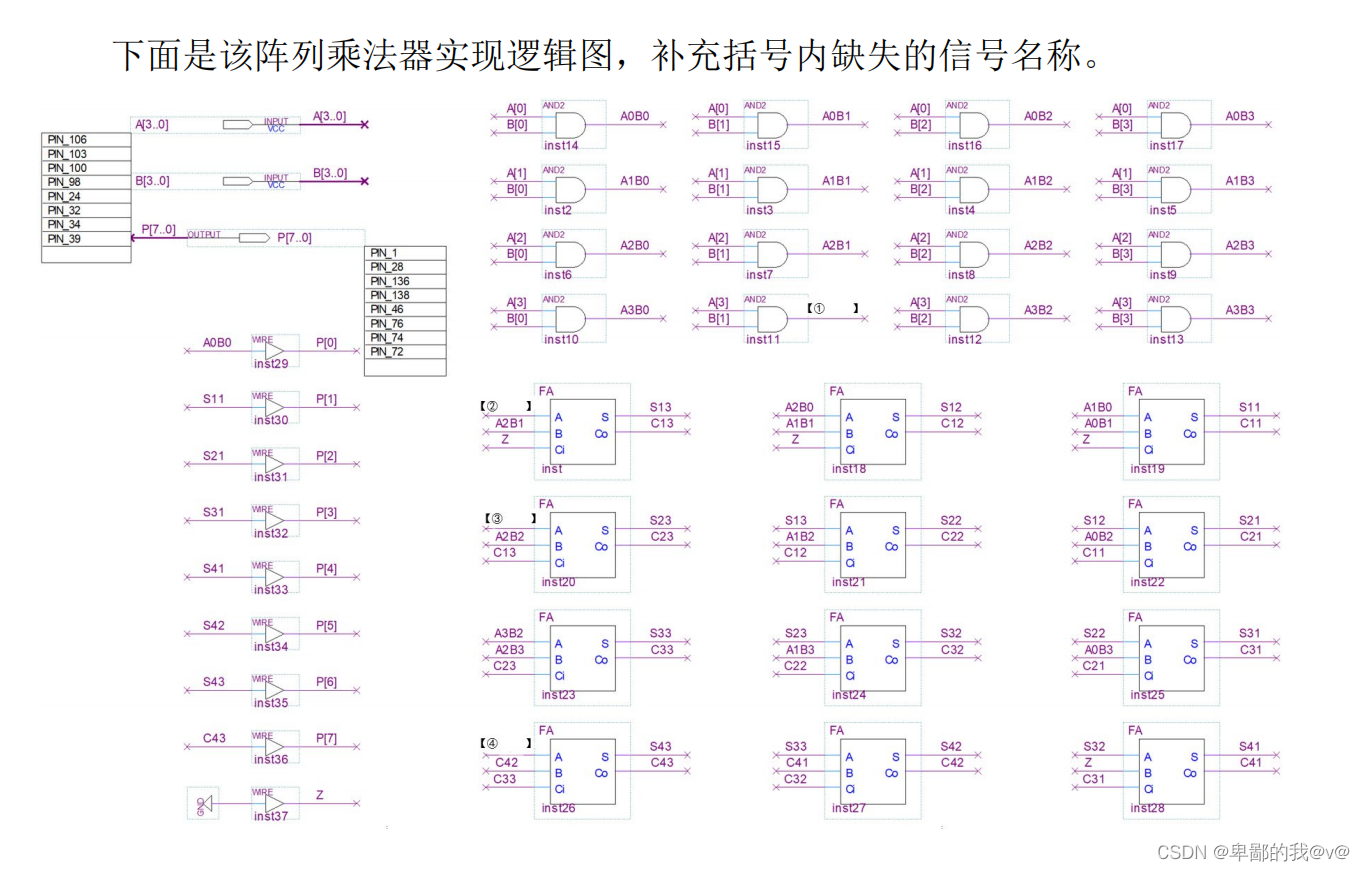 下面是该阵列乘法器实现逻辑图，补充括号内缺失的信号名称。
A[3..0] INPUT VCC A[3..0]
PIN_106
PIN_103
PIN_100
PIN_98
PIN_24
PIN_32
PIN_34
PIN_39
B[3..0] INPUT VCC B[3..0]
P[7..0] OUTPUT P[7..0]
PIN_1
PIN_28
PIN_136
PIN_138
PIN_46
PIN_76
PIN_74
PIN_72
A0B0 WIRE P[0]
inst29
S11 WIRE P[1]
inst30
S21 WIRE P[2]
inst31
S31 WIRE P[3]
inst32
S41 WIRE P[4]
inst33
S42 WIRE P[5]
inst34
S43 WIRE P[6]
inst35
C43 WIRE P[7]
inst36
GND WIRE Z
inst37
A[0] AND2 A0B0
B[0]
inst14
A[0] AND2 A0B1
B[1]
inst15
A[0] AND2 A0B2
B[2]
inst16
A[0] AND2 A0B3
B[3]
inst17
A[1] AND2 A1B0
B[0]
inst2
A[1] AND2 A1B1
B[1]
inst3
A[1] AND2 A1B2
B[2]
inst4
A[1] AND2 A1B3
B[3]
inst5
A[2] AND2 A2B0
B[0]
inst6
A[2] AND2 A2B1
B[1]
inst7
A[2] AND2 A2B2
B[2]
inst8
A[2] AND2 A2B3
B[3]
inst9
A[3] AND2 A3B0
B[0]
inst10
A[3] AND2 【① 】
B[1]
inst11
A[3] AND2 A3B2
B[2]
inst12
A[3] AND2 A3B3
B[3]
inst13
FA
【② 】 A S S13
A2B1 B Co C13
Z Ci
inst
FA
A2B0 A S S12
A1B1 B Co C12
Z Ci
inst18
FA
A1B0 A S S11
A0B1 B Co C11
Z Ci
inst19
FA
【③ 】 A S S23
A2B2 B Co C23
C13 Ci
inst20
FA
S13 A S S22
A1B2 B Co C22
C12 Ci
inst21
FA
S12 A S S21
A0B2 B Co C21
C11 Ci
inst22
FA
A3B2 A S S33
A2B3 B Co C33
C23 Ci
inst23
FA
S23 A S S32
A1B3 B Co C32
C22 Ci
inst24
FA
S22 A S S31
A0B3 B Co C31
C21 Ci
inst25
FA
【④ 】 A S S43
C42 B Co C43
C33 Ci
inst26
FA
S33 A S S42
C41 B Co C42
C32 Ci
inst27
FA
S32 A S S41
Z B Co C41
C31 Ci
inst28
CSDN @卑鄙的我@v@